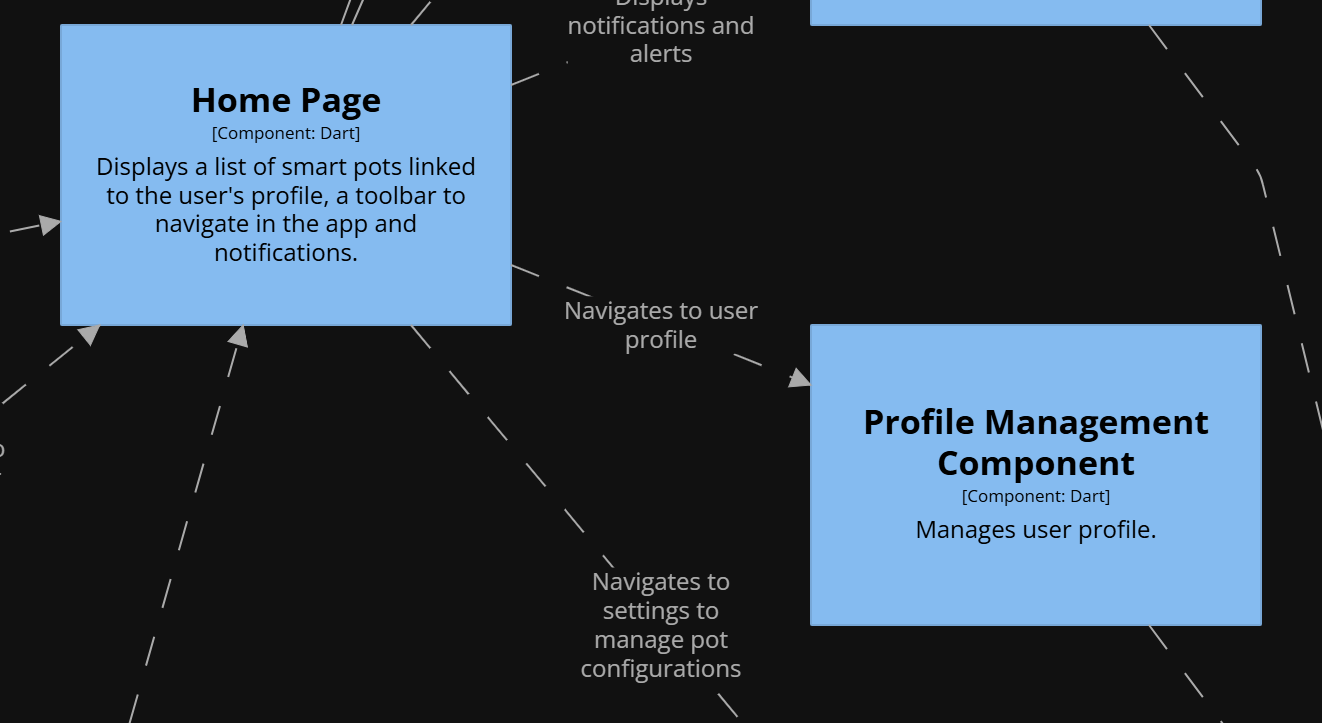 Displays
notifications and
alerts
Home Page
[Component: Dart]
Displays a list of smart pots linked
to the user's profile, a toolbar to
navigate in the app and
notifications.
Navigates to user
profile
Profile Management
Component
[Component: Dart]
Manages user profile.
Navigates to
settings to
manage pot
configurations